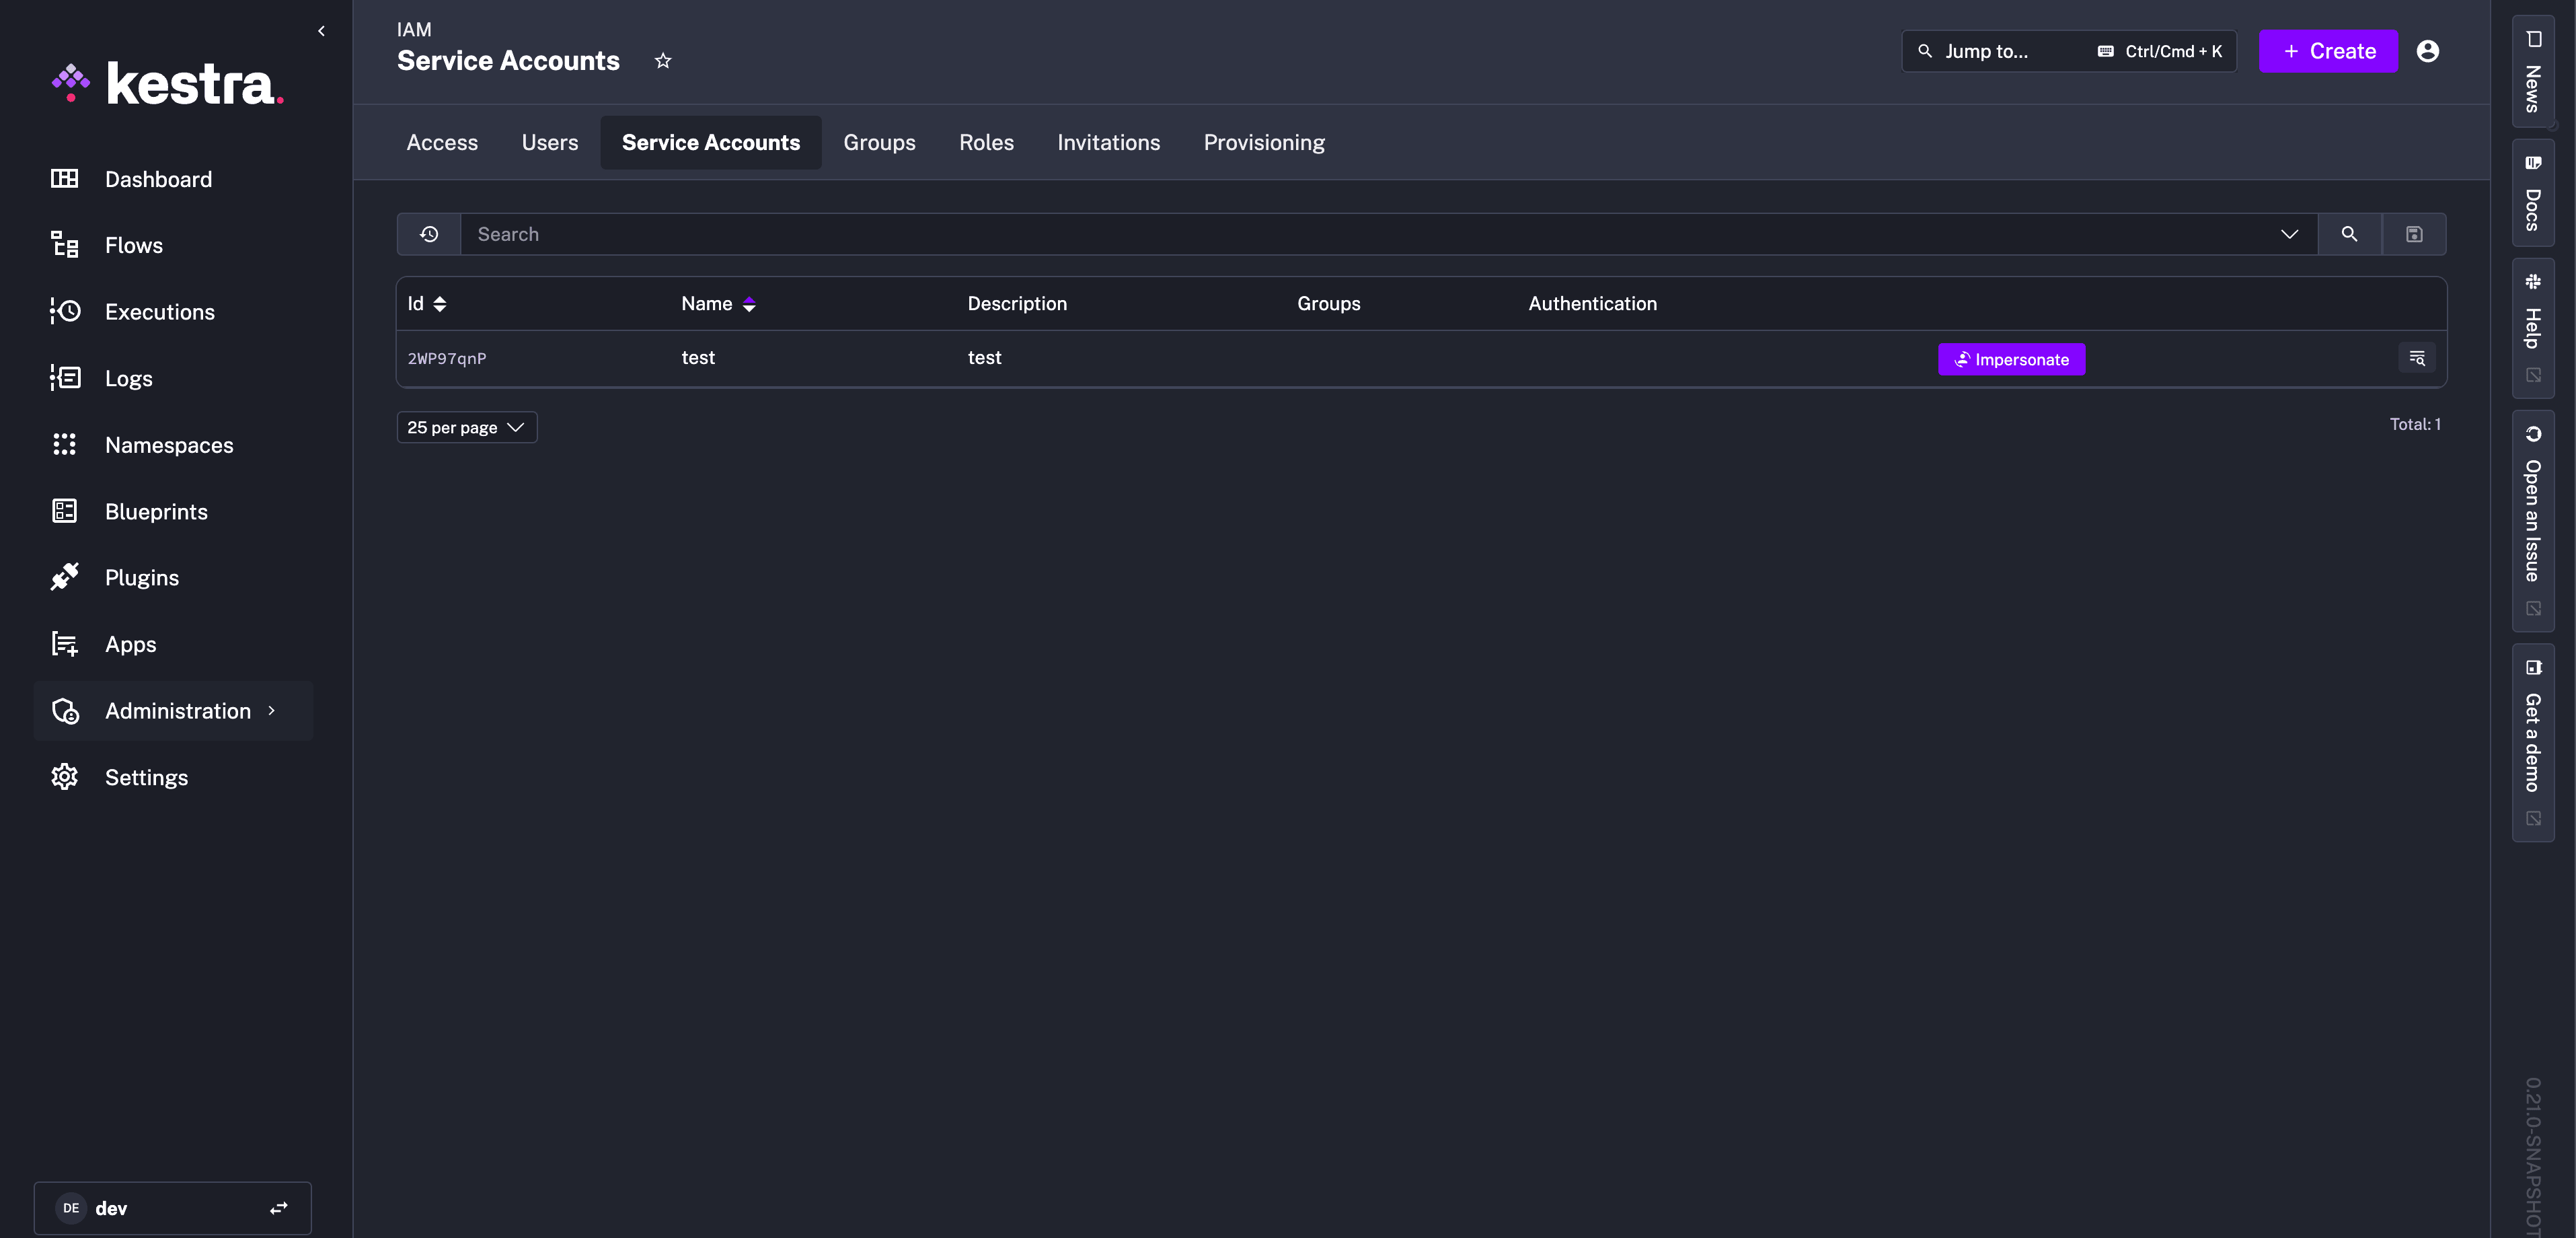 kestra.
Dashboard
Flows
Executions
Logs
Namespaces
Blueprints
Plugins
Apps
Administration
Settings
DE dev
IAM
Service Accounts
Jump to... Ctrl/Cmd + K
+ Create
Access Users Service Accounts Groups Roles Invitations Provisioning
Search
Id Name Description Groups Authentication
2WP97qnP test test Impersonate
25 per page Total: 1
News
Docs
Help
Open an Issue
Get a demo
0.21.0-SNAPSHOT